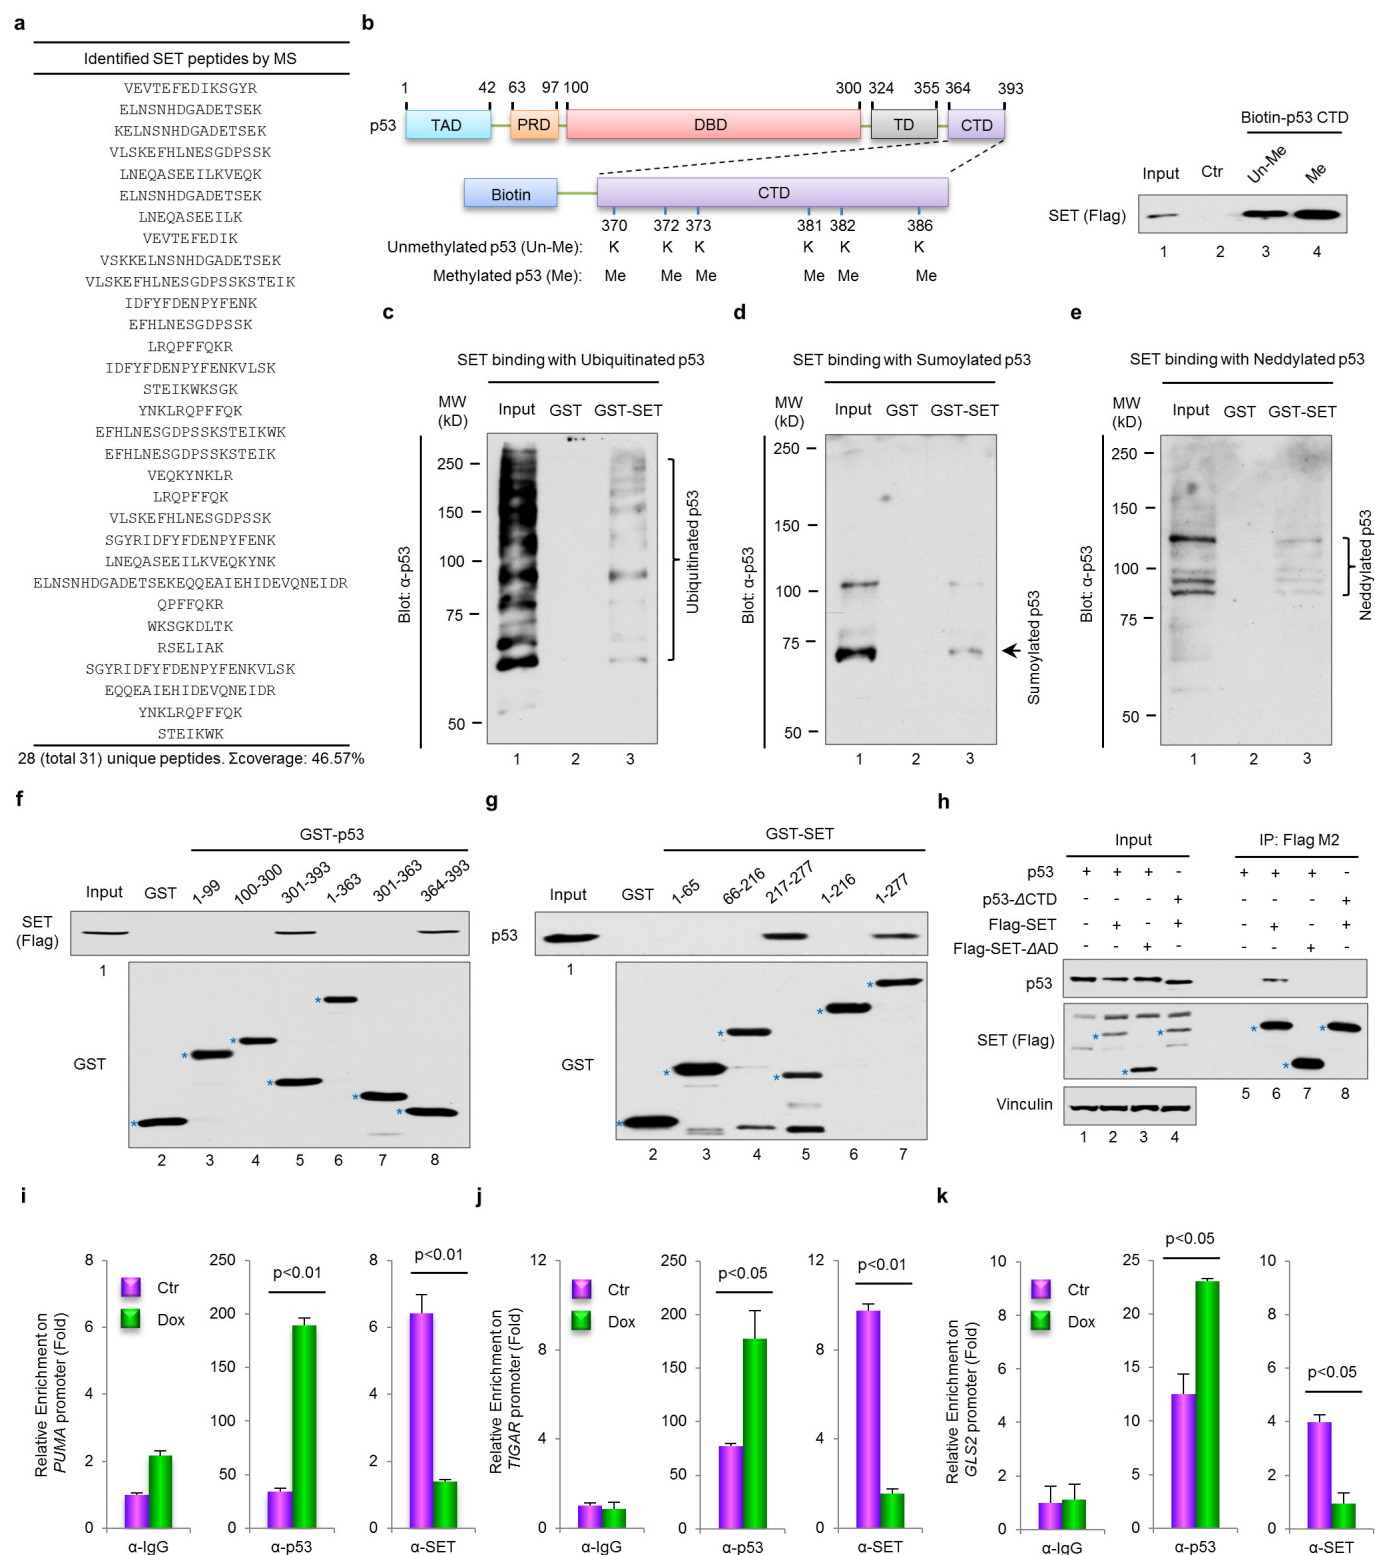 a
Identified SET peptides by MS
VEVTEFEDIKSGYR
ELNSNHDGADETSEK
KELNSNHDGADETSEK
VLSKEFHLNESGDPSSK
LNEQASEEILKVEQK
ELNSNHDGADETSEK
LNEQASEEILK
VEVTEFEDIK
VSKKELNSNHDGADETSEK
VLSKEFHLNESGDPSSKSTEIK
IDFYFDENPYFENK
EFHLNESGDPSSK
LRQPFFQKR
IDFYFDENPYFENKVLSK
STEIKWKSGK
YNKLRQPFFQK
EFHLNESGDPSSKSTEIKWK
EFHLNESGDPSSKSTEIK
VEQKYNKLR
LRQPFFQK
VLSKEFHLNESGDPSSK
SGYRIDFYFDENPYFENK
LNEQASEEILKVEQKYNK
ELNSNHDGADETSEKEQQEAIEHIDEVQNEIDR
QPFFQKR
WKSGKDLTK
RSELIAK
SGYRIDFYFDENPYFENKVLSK
EQQEAIEHIDEVQNEIDR
YNKLRQPFFQK
STEIKWK
28 (total 31) unique peptides. Σcoverage: 46.57%
b
1 42 63 97 100 300 324 355 364 393
p53 TAD PRD DBD TD CTD
Biotin CTD
370 372 373 381 382 386
Unmethylated p53 (Un-Me): K K K K K K
Methylated p53 (Me): Me Me Me Me Me Me
Biotin-p53 CTD
Input Ctr Un-Me Me
SET (Flag)
1 2 3 4
c
SET binding with Ubiquitinated p53
MW (kD) Input GST GST-SET
250
150
100
75
50
Blot: α-p53
Ubiquitinated p53
1 2 3
d
SET binding with Sumoylated p53
MW (kD) Input GST GST-SET
250
150
100
75
50
Blot: α-p53
Sumoylated p53
1 2 3
e
SET binding with Neddylated p53
MW (kD) Input GST GST-SET
250
150
100
75
50
Blot: α-p53
Neddylated p53
1 2 3
f
GST-p53
Input GST 1-99 100-300 301-393 1-363 301-363 364-393
SET (Flag)
1
GST
* * * * * * *
2 3 4 5 6 7 8
g
GST-SET
Input GST 1-65 66-216 217-277 1-216 1-277
p53
1
GST
* * * * * *
2 3 4 5 6 7
h
Input IP: Flag M2
p53 + + + - + + + -
p53-ΔCTD - - - + - - - +
Flag-SET - + - + - + - +
Flag-SET-ΔAD - - + - - - + -
p53
SET (Flag) * * * * * *
5 6 7 8
Vinculin
1 2 3 4
i
Relative Enrichment on
PUMA promoter (Fold)
8
6
4
2
0
Ctr
Dox
α-IgG
250
200
150
100
50
0
p<0.01
α-p53
8
6
4
2
0
p<0.01
α-SET
j
Relative Enrichment on
TIGAR promoter (Fold)
12
8
4
0
Ctr
Dox
α-IgG
250
200
150
100
50
0
p<0.05
α-p53
12
8
4
0
p<0.01
α-SET
k
Relative Enrichment on
GLS2 promoter (Fold)
10
8
6
4
2
0
Ctr
Dox
α-IgG
25
20
15
10
5
0
p<0.05
α-p53
10
8
6
4
2
0
p<0.05
α-SET